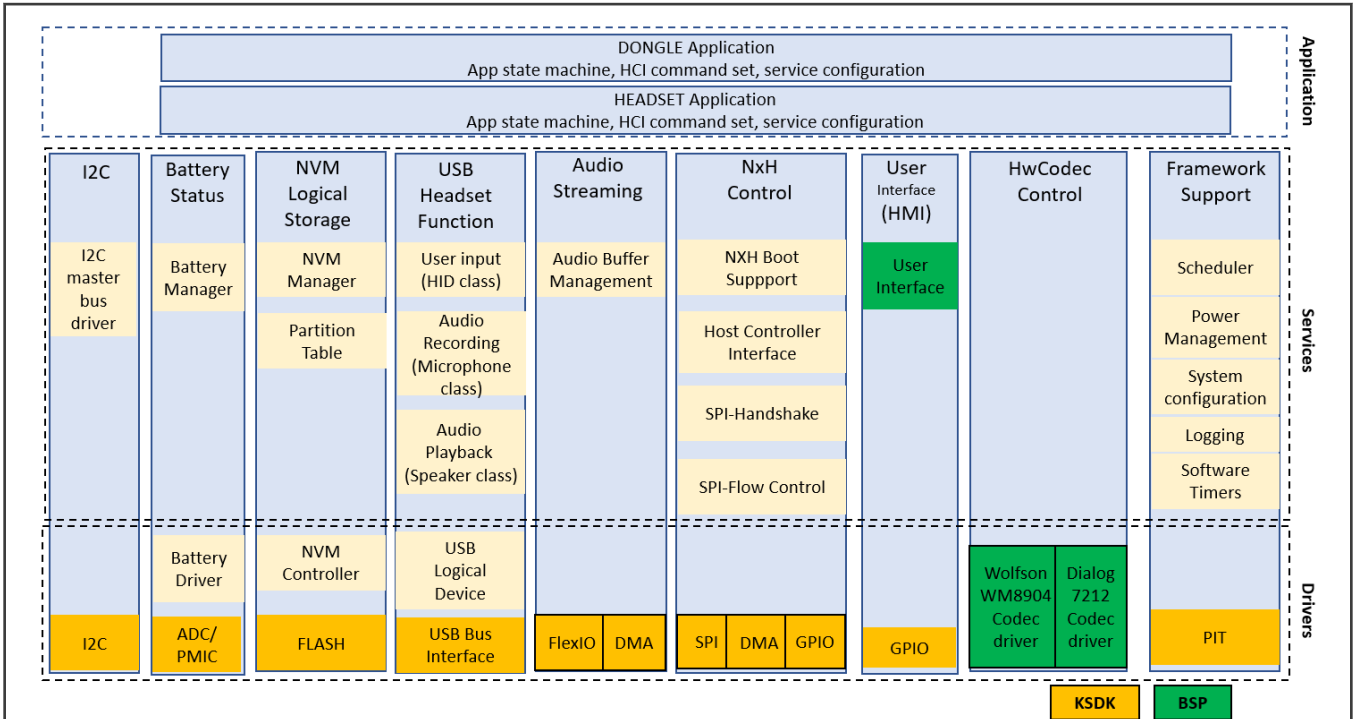 DONGLE Application
App state machine, HCI command set, service configuration
HEADSET Application
App state machine, HCI command set, service configuration
Application
I2C
I2C
master
bus
driver
I2C
Battery
Status
Battery
Manager
Battery
Driver
ADC/
PMIC
NVM
Logical
Storage
NVM
Manager
Partition
Table
NVM
Controller
FLASH
USB
Headset
Function
User input
(HID class)
Audio
Recording
(Microphone
class)
Audio
Playback
(Speaker class)
USB
Logical
Device
USB Bus
Interface
Audio
Streaming
Audio Buffer
Management
FlexIO
DMA
NxH
Control
NXH Boot
Suppport
Host Controller
Interface
SPI-Handshake
SPI-Flow Control
SPI
DMA
GPIO
User
Interface
(HMI)
User
Interface
GPIO
HwCodec
Control
Wolfson
WM8904
Codec
driver
Dialog
7212
Codec
driver
Framework
Support
Scheduler
Power
Management
System
configuration
Logging
Software
Timers
PIT
Services
Drivers
KSDK
BSP